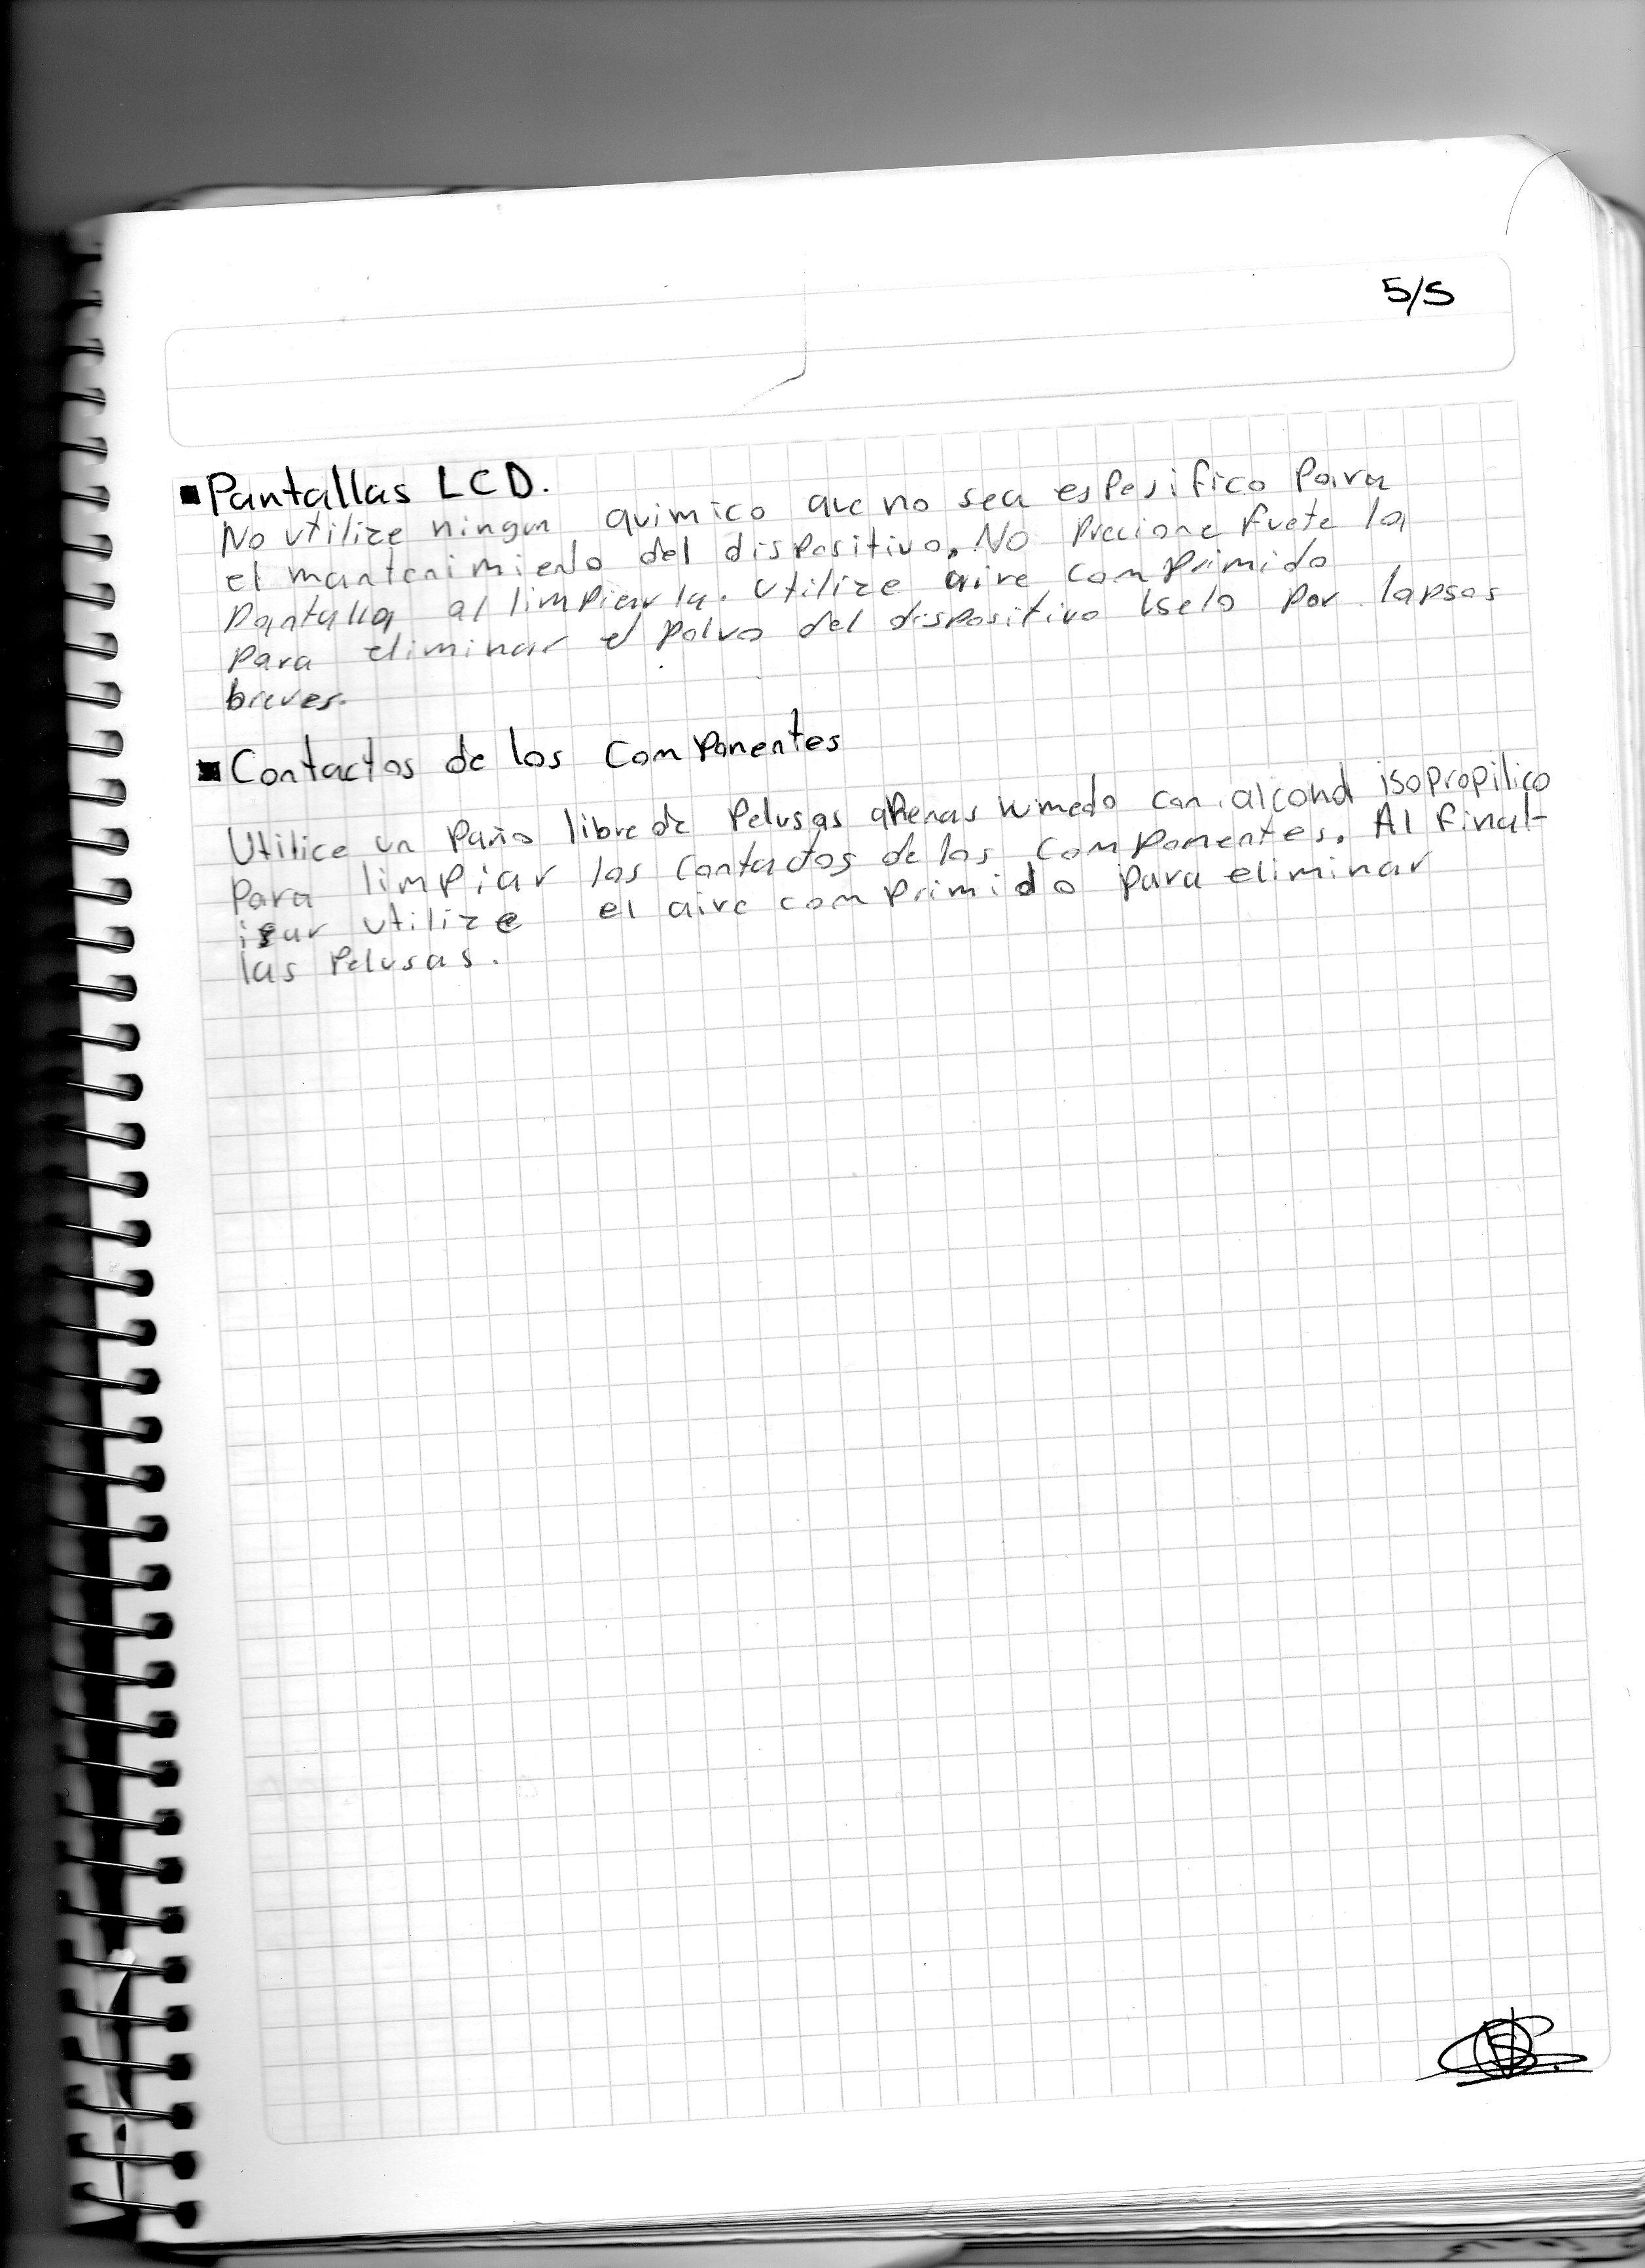 5/5
Pantallas LCD.
No utilize ningun quimico que no sea espesifico para
el mantenimiento del dispositivo. No precione fuete la
pantalla al limpiarla. Utilize aire comprimido
para eliminar el polvo del dispositivo úselo por lapsos
breves.
Contactos de los componentes
Utilice un paño libre de pelusas apenas humedo con alcohol isopropilico
para limpiar los contactos de los componentes. Al final-
izar utilize el aire comprimido para eliminar
las pelusas.